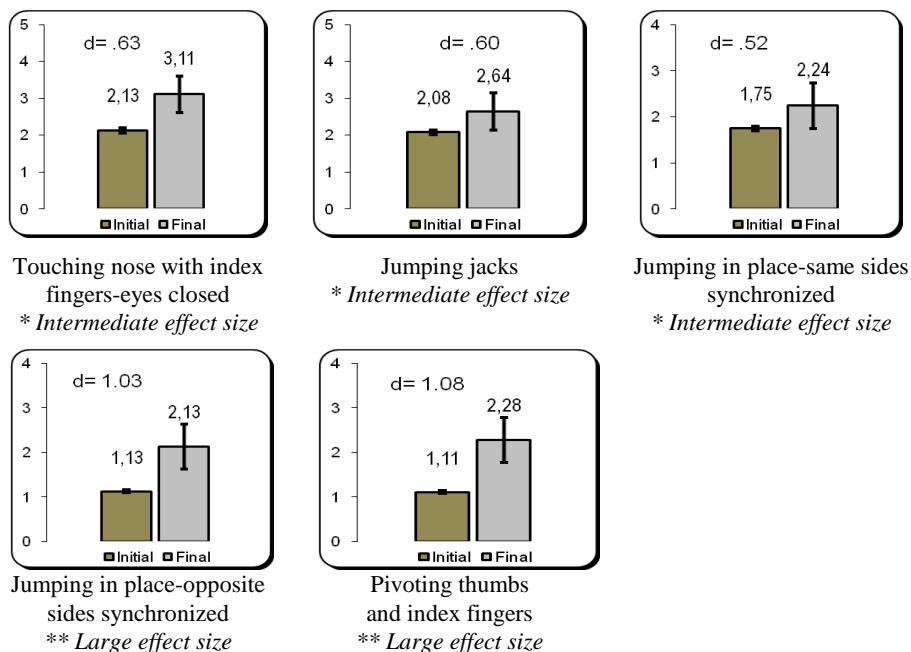 5
4
3
2
1
0
d= .63
2,13
3,11
Initial Final
Touching nose with index
fingers-eyes closed
* Intermediate effect size
5
4
3
2
1
0
d= .60
2,08
2,64
Initial Final
Jumping jacks
* Intermediate effect size
4
3
2
1
0
d= .52
1,75
2,24
Initial Final
Jumping in place-same sides
synchronized
* Intermediate effect size
4
3
2
1
0
d= 1.03
1,13
2,13
Initial Final
Jumping in place-opposite
sides synchronized
** Large effect size
4
3
2
1
0
d= 1.08
1,11
2,28
Initial Final
Pivoting thumbs
and index fingers
** Large effect size